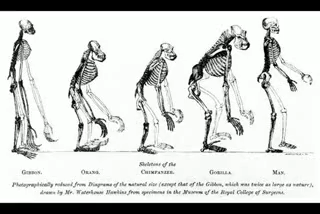 Skeletons of the
GIBBON. ORANG. CHIMPANZEE. GORILLA. MAN.
Photographically reduced from Diagrams of the natural size (except that of the Gibbon, which was twice as large as nature),
drawn by Mr. Waterhouse Hawkins from specimens in the Museum of the Royal College of Surgeons.